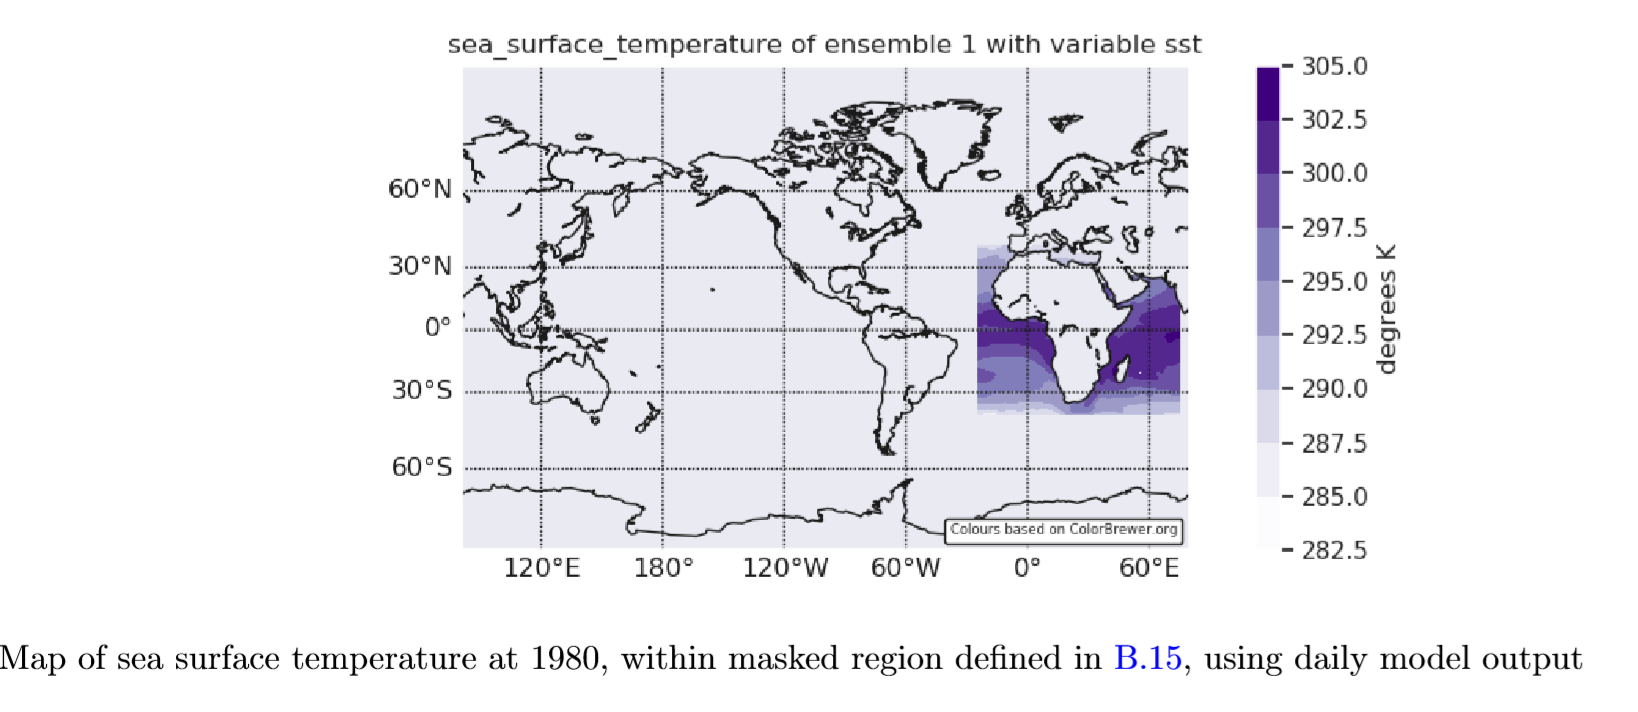 sea_surface_temperature of ensemble 1 with variable sst
305.0
302.5
300.0
297.5
295.0
292.5
290.0
287.5
285.0
282.5
degrees K
60°N
30°N
0°
30°S
60°S
Colours based on ColorBrewer.org
120°E 180° 120°W 60°W 0° 60°E
Map of sea surface temperature at 1980, within masked region defined in B.15, using daily model output